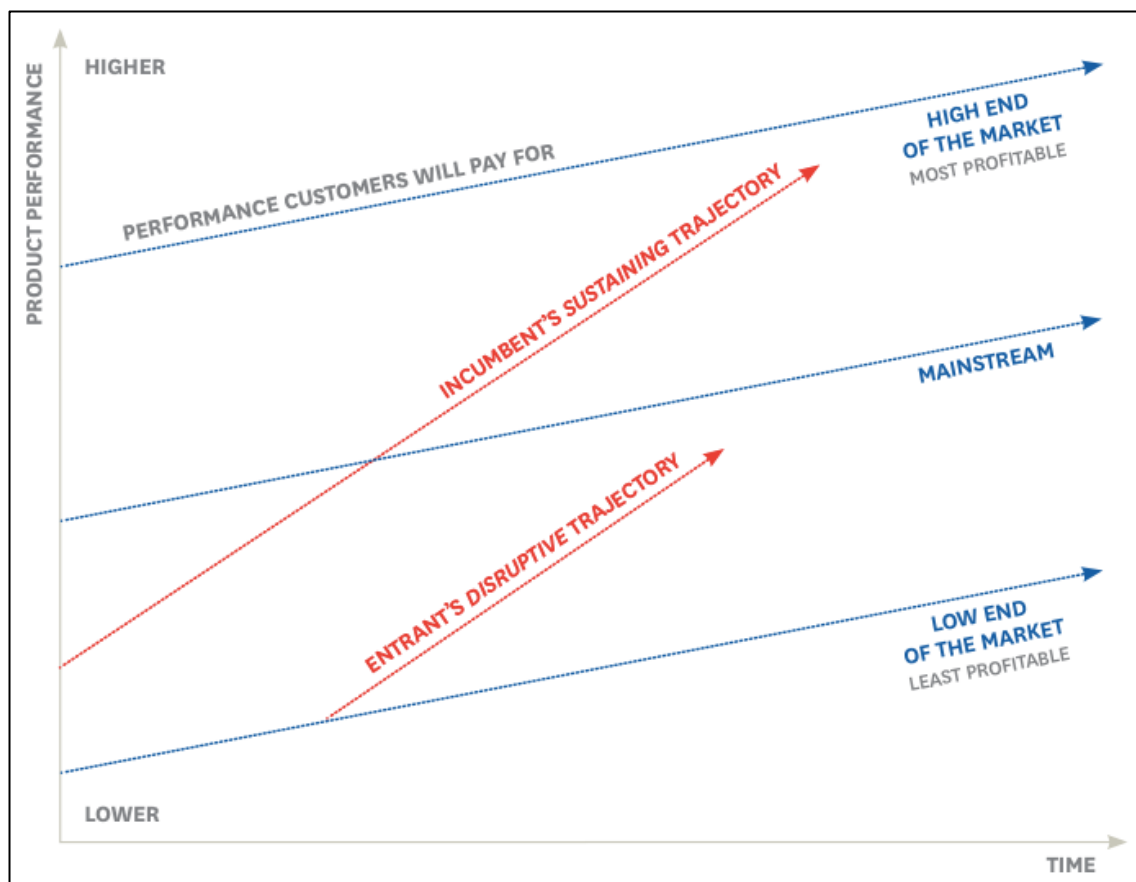 PRODUCT PERFORMANCE
HIGHER
PERFORMANCE CUSTOMERS WILL PAY FOR
HIGH END
OF THE MARKET
MOST PROFITABLE
INCUMBENT'S SUSTAINING TRAJECTORY
MAINSTREAM
ENTRANT'S DISRUPTIVE TRAJECTORY
LOW END
OF THE MARKET
LEAST PROFITABLE
LOWER
TIME